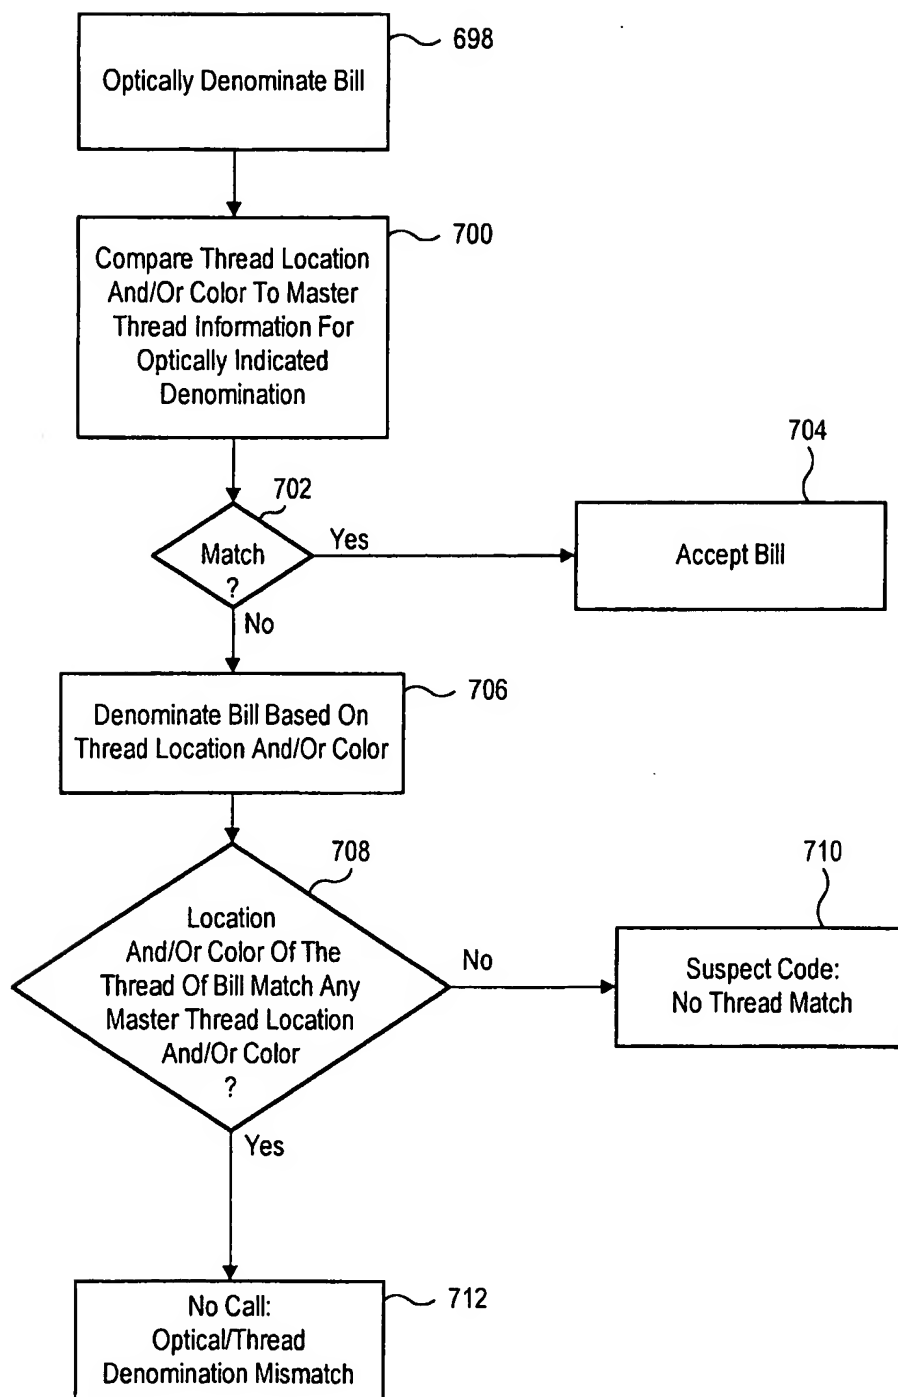 698
Optically Denominate Bill
700
Compare Thread Location
And/Or Color To Master
Thread Information For
Optically Indicated
Denomination
702
Match
?
Yes
704
Accept Bill
No
706
Denominate Bill Based On
Thread Location And/Or Color
708
Location
And/Or Color Of The
Thread Of Bill Match Any
Master Thread Location
And/Or Color
?
No
710
Suspect Code:
No Thread Match
Yes
712
No Call:
Optical/Thread
Denomination Mismatch